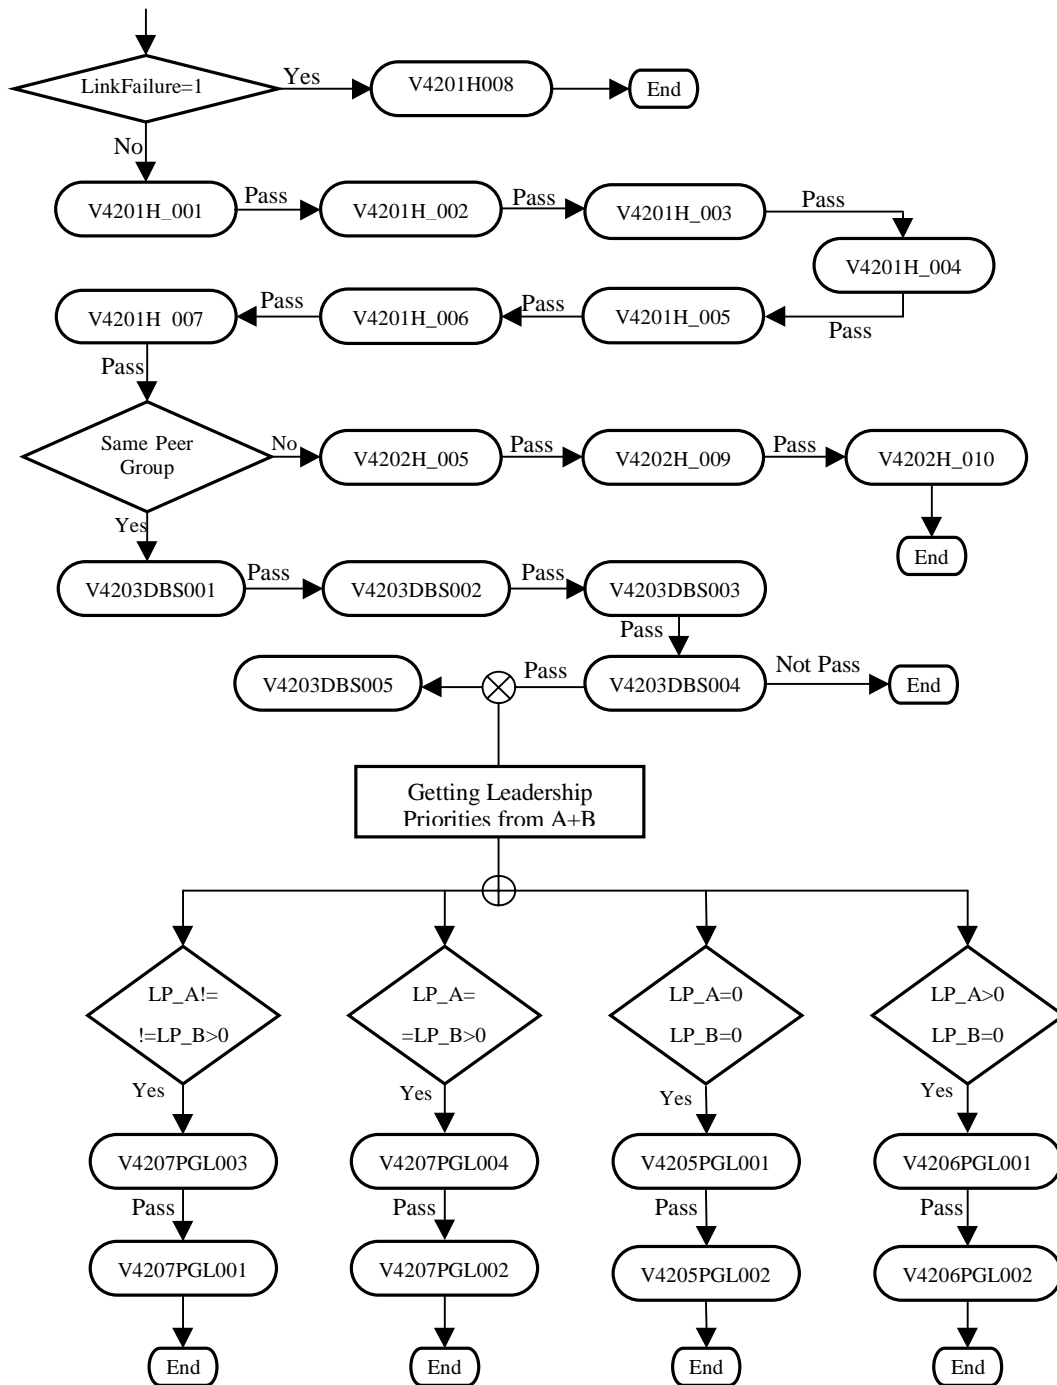 LinkFailure=1
Yes
V4201H008
End
No
V4201H_001
Pass
V4201H_002
Pass
V4201H_003
Pass
V4201H_004
Pass
V4201H_005
Pass
V4201H_006
Pass
V4201H 007
Pass
Same Peer
Group
No
V4202H_005
Pass
V4202H_009
Pass
V4202H_010
End
Yes
V4203DBS001
Pass
V4203DBS002
Pass
V4203DBS003
Pass
V4203DBS004
Not Pass
End
Pass
V4203DBS005
Getting Leadership
Priorities from A+B
LP_A!=
!=LP_B>0
LP_A=
=LP_B>0
LP_A=0
LP_B=0
LP_A>0
LP_B=0
Yes
Yes
Yes
Yes
V4207PGL003
V4207PGL004
V4205PGL001
V4206PGL001
Pass
Pass
Pass
Pass
V4207PGL001
V4207PGL002
V4205PGL002
V4206PGL002
End
End
End
End